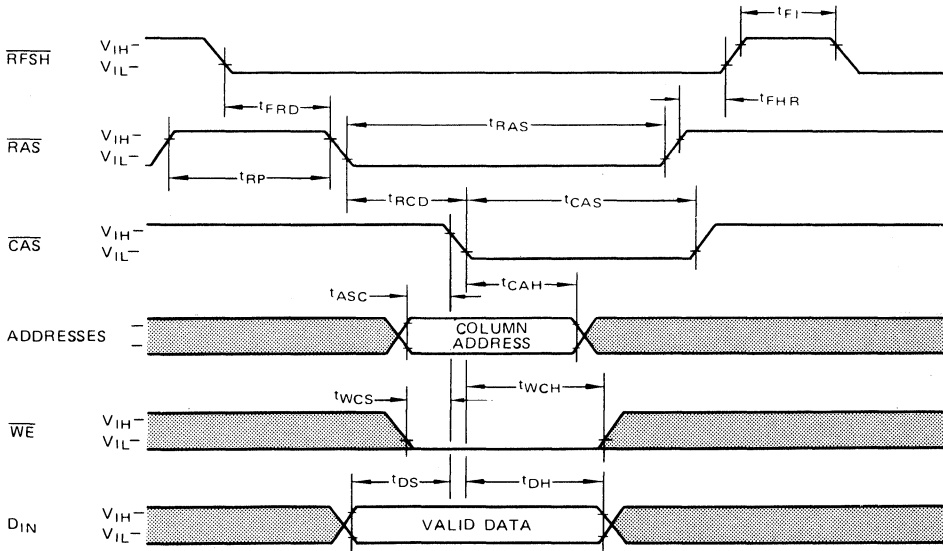 tFI
RFSH
VIH–
VIL–
tFRD
tFHR
RAS
VIH–
VIL–
tRAS
tRP
tRCD
tCAS
CAS
VIH–
VIL–
tASC
tCAH
ADDRESSES
COLUMN
ADDRESS
tWCS
tWCH
WE
VIH–
VIL–
tDS
tDH
DIN
VIH–
VIL–
VALID DATA